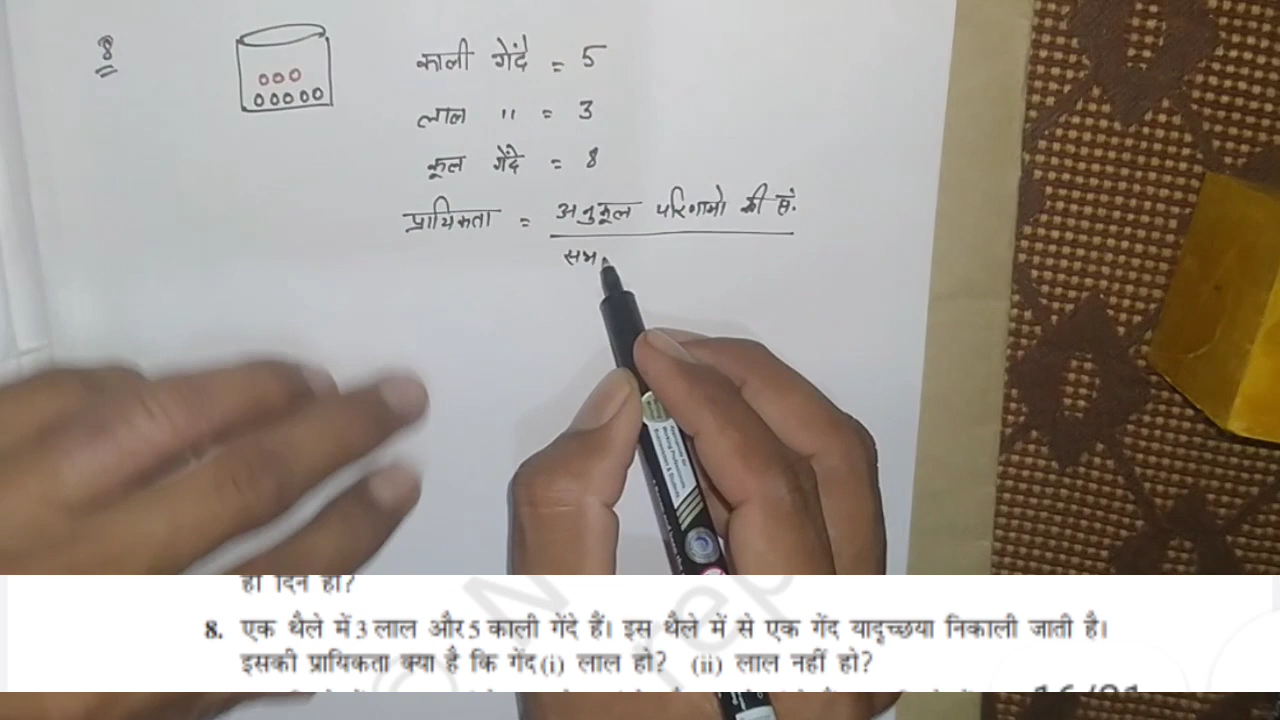 8
काली गेंदे = 5
लाल " = 3
कूल गेंदे = 8
प्रायिकता = अनुकूल परिणामो की सं.
सभ
हो दिन हो?
8. एक थैले में 3 लाल और 5 काली गेंदे हैं। इस थैले में से एक गेंद यादृच्छया निकाली जाती है।
इसकी प्रायिकता क्या है कि गेंद (i) लाल हो? (ii) लाल नहीं हो?